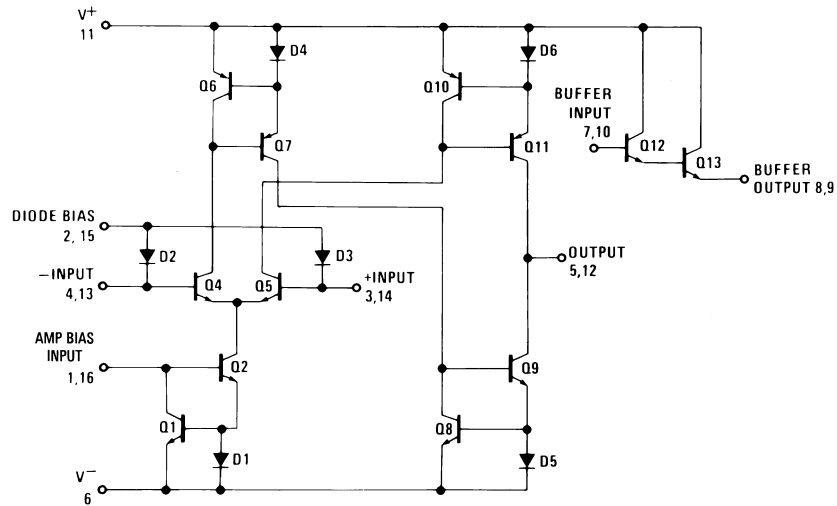 V+
11
D4
D6
Q6
Q10
BUFFER
INPUT
7,10
Q7
Q11
Q12
Q13
BUFFER
OUTPUT 8,9
DIODE BIAS
2, 15
D2
D3
OUTPUT
5,12
–INPUT
4,13
Q4
Q5
+INPUT
3,14
AMP BIAS
INPUT
1,16
Q2
Q9
Q1
Q8
D1
D5
V–
6